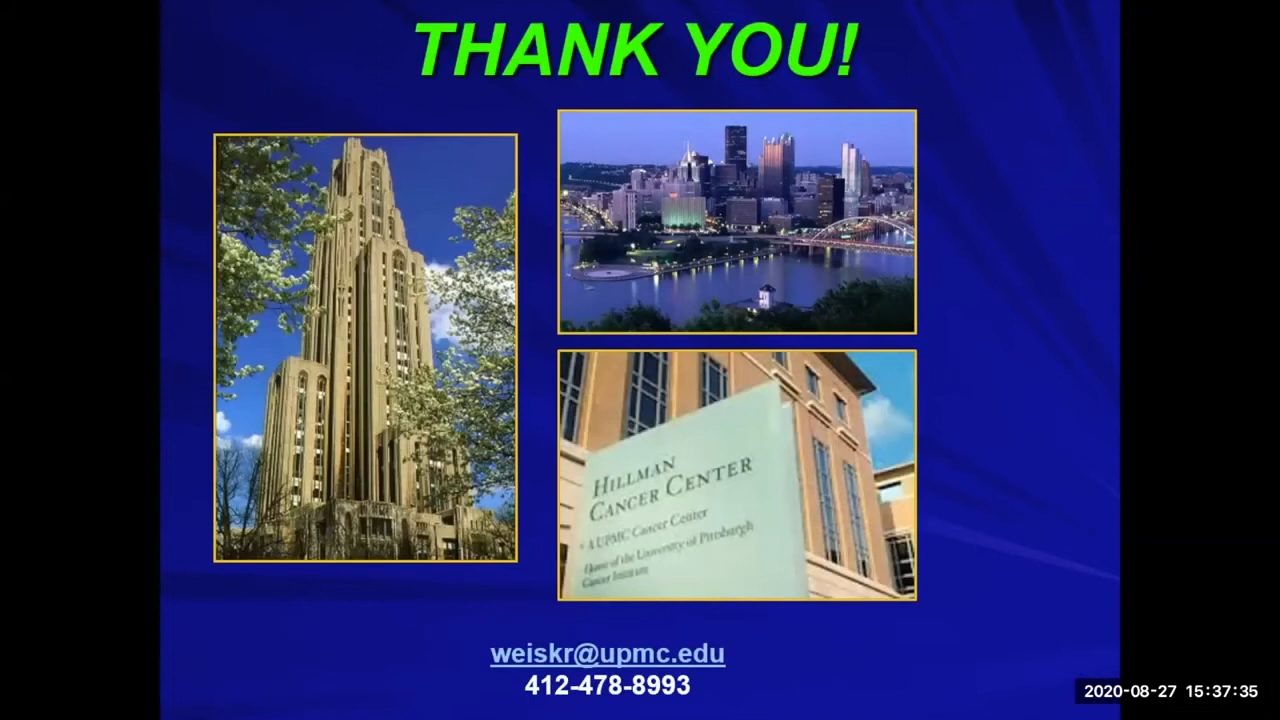 THANK YOU!
HILLMAN
CANCER CENTER
A UPMC Cancer Center
Home of the University of Pittsburgh
Cancer Institute
weiskr@upmc.edu
412-478-8993
2020-08-27 15:37:35